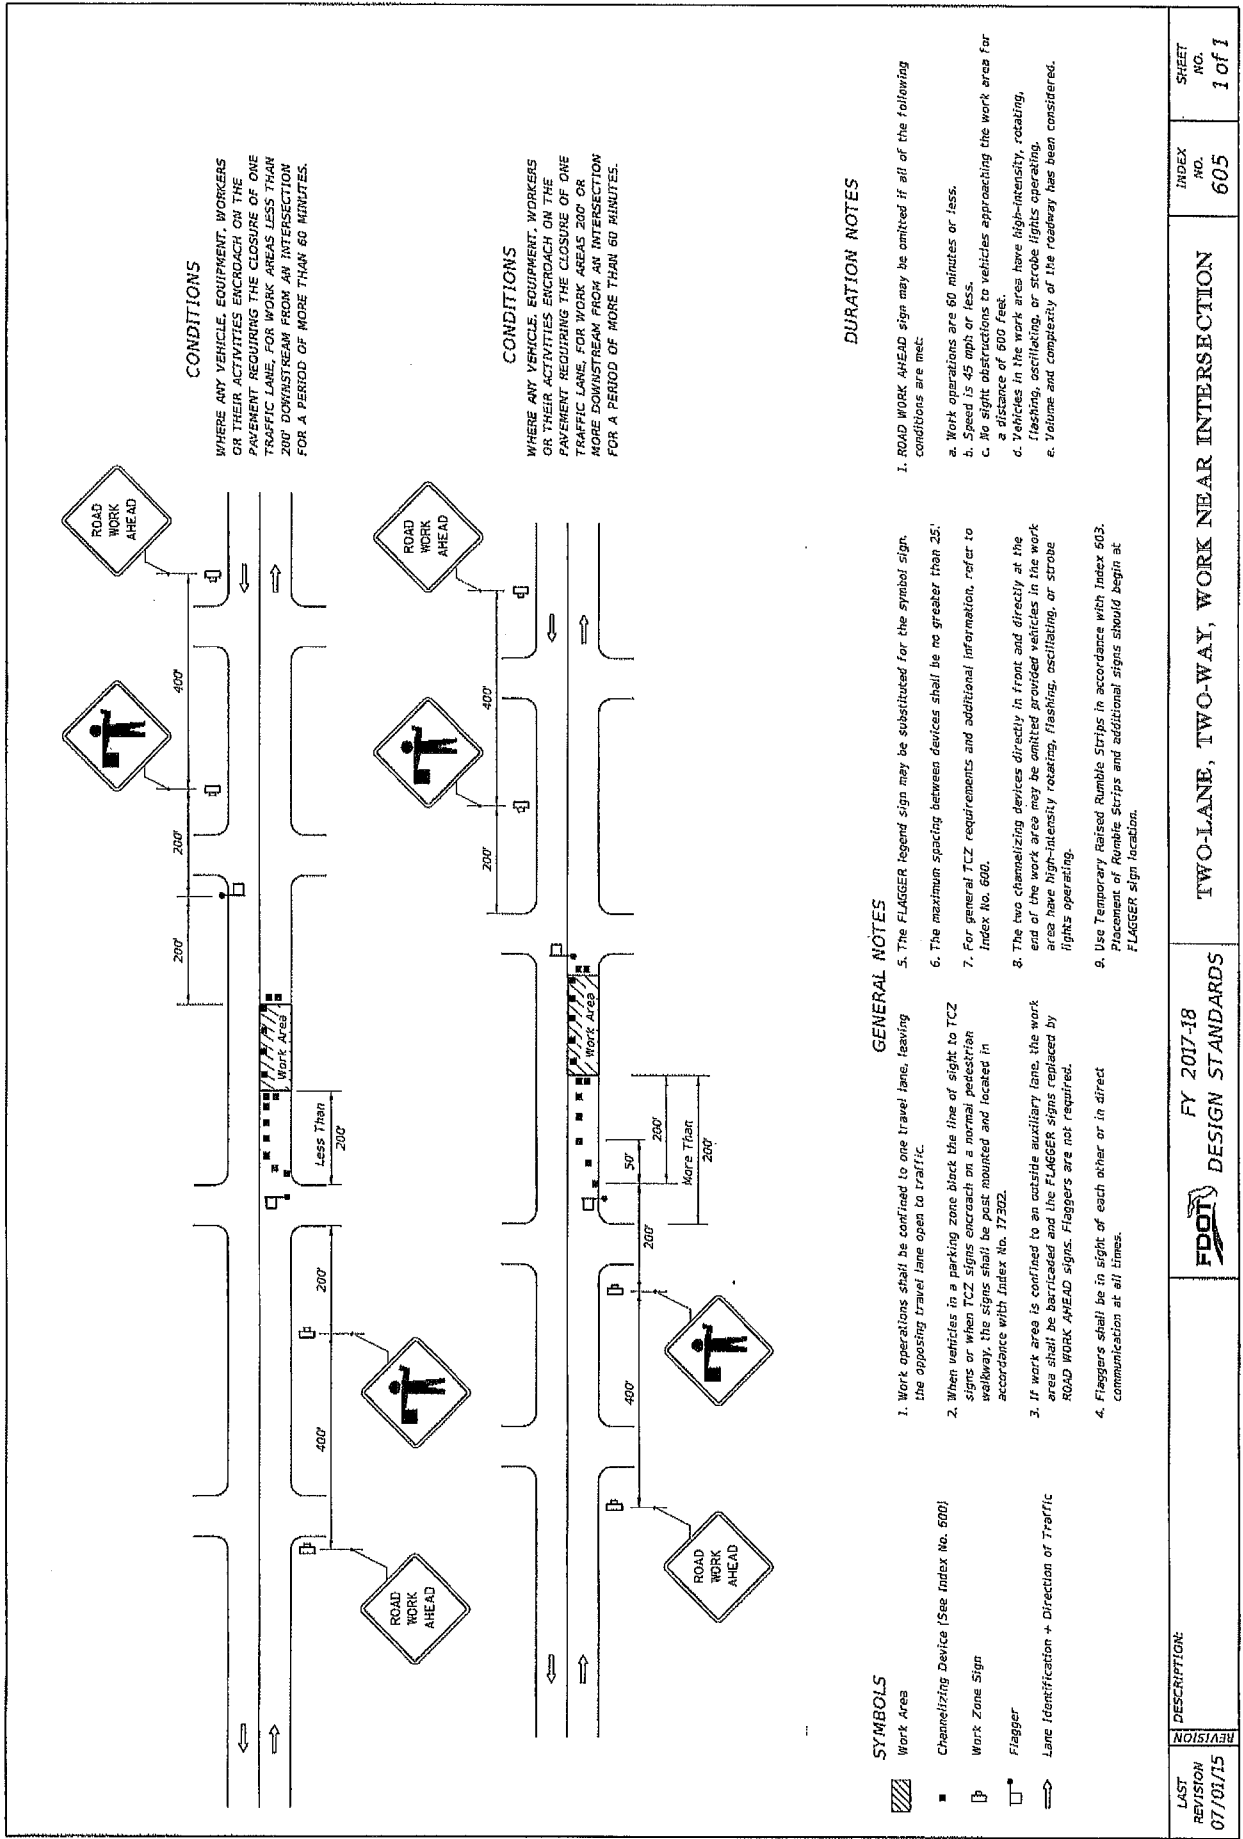 ROAD
WORK
AHEAD
400'
200'
200'
Work Area
Less Than
200'
200'
400'
ROAD
WORK
AHEAD
CONDITIONS
WHERE ANY VEHICLE, EQUIPMENT, WORKERS
OR THEIR ACTIVITIES ENCROACH ON THE
PAVEMENT REQUIRING THE CLOSURE OF ONE
TRAFFIC LANE, FOR WORK AREAS LESS THAN
200' DOWNSTREAM FROM AN INTERSECTION
FOR A PERIOD OF MORE THAN 60 MINUTES.
ROAD
WORK
AHEAD
400'
200'
Work Area
50'
200'
More Than
200'
200'
400'
ROAD
WORK
AHEAD
CONDITIONS
WHERE ANY VEHICLE, EQUIPMENT, WORKERS
OR THEIR ACTIVITIES ENCROACH ON THE
PAVEMENT REQUIRING THE CLOSURE OF ONE
TRAFFIC LANE, FOR WORK AREAS 200' OR
MORE DOWNSTREAM FROM AN INTERSECTION
FOR A PERIOD OF MORE THAN 60 MINUTES.
SYMBOLS
Work Area
Channelizing Device (See Index No. 600)
Work Zone Sign
Flagger
Lane Identification + Direction of Traffic
GENERAL NOTES
1. Work operations shall be confined to one travel lane, leaving
the opposing travel lane open to traffic.
2. When vehicles in a parking zone block the line of sight to TCZ
signs or when TCZ signs encroach on a normal pedestrian
walkway, the signs shall be post mounted and located in
accordance with Index No. 17302.
3. If work area is confined to an outside auxiliary lane, the work
area shall be barricaded and the FLAGGER signs replaced by
ROAD WORK AHEAD signs. Flaggers are not required.
4. Flaggers shall be in sight of each other or in direct
communication at all times.
5. The FLAGGER legend sign may be substituted for the symbol sign.
6. The maximum spacing between devices shall be no greater than 25'.
7. For general TCZ requirements and additional information, refer to
Index No. 600.
8. The two channelizing devices directly in front and directly at the
end of the work area may be omitted provided vehicles in the work
area have high-intensity rotating, flashing, oscillating, or strobe
lights operating.
9. Use Temporary Raised Rumble Strips in accordance with Index 603.
Placement of Rumble Strips and additional signs should begin at
FLAGGER sign location.
DURATION NOTES
1. ROAD WORK AHEAD sign may be omitted if all of the following
conditions are met:
a. Work operations are 60 minutes or less.
b. Speed is 45 mph or less.
c. No sight obstructions to vehicles approaching the work area for
a distance of 600 feet.
d. Vehicles in the work area have high-intensity, rotating,
flashing, oscillating, or strobe lights operating.
e. Volume and complexity of the roadway has been considered.
LAST
REVISION
07/01/15
REVISION
DESCRIPTION:
FDOT
FY 2017-18
DESIGN STANDARDS
TWO-LANE, TWO-WAY, WORK NEAR INTERSECTION
INDEX
NO.
605
SHEET
NO.
1 of 1